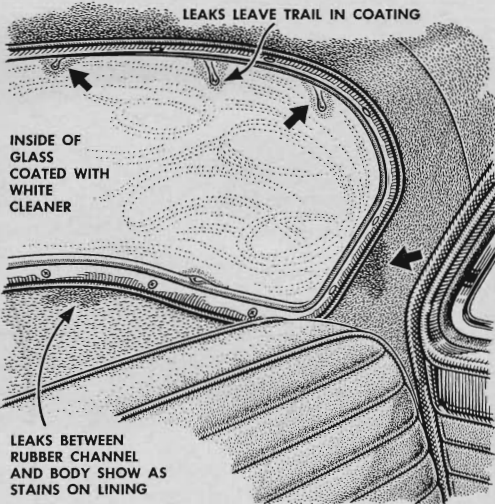 LEAKS LEAVE TRAIL IN COATING
INSIDE OF
GLASS
COATED WITH
WHITE
CLEANER
LEAKS BETWEEN
RUBBER CHANNEL
AND BODY SHOW AS
STAINS ON LINING